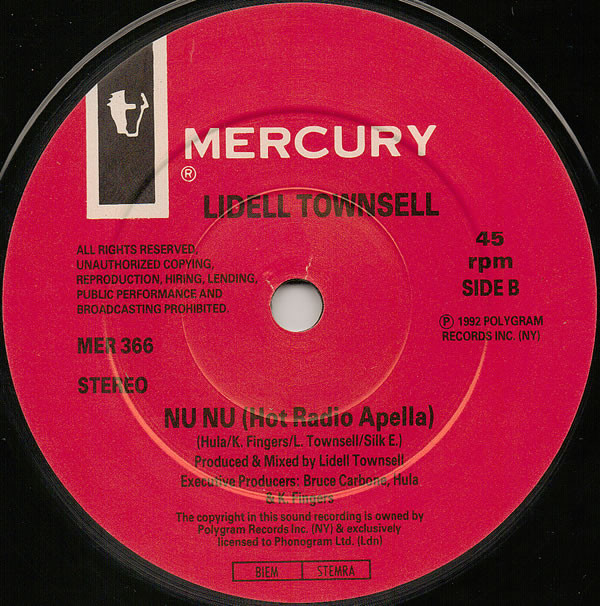 MERCURY
®
LIDELL TOWNSELL
45
rpm
SIDE B
ALL RIGHTS RESERVED,
UNAUTHORIZED COPYING,
REPRODUCTION, HIRING, LENDING,
PUBLIC PERFORMANCE AND
BROADCASTING PROHIBITED.
MER 366
STEREO
℗ 1992 POLYGRAM
RECORDS INC. (NY)
NU NU (Hot Radio Apella)
(Hula/K. Fingers/L. Townsell/Silk E.)
Produced & Mixed by Lidell Townsell
Executive Producers: Bruce Carbone, Hula
& K. Fingers
The copyright in this sound recording is owned by
Polygram Records Inc. (NY) & exclusively
licensed to Phonogram Ltd. (Ldn)
BIEM STEMRA